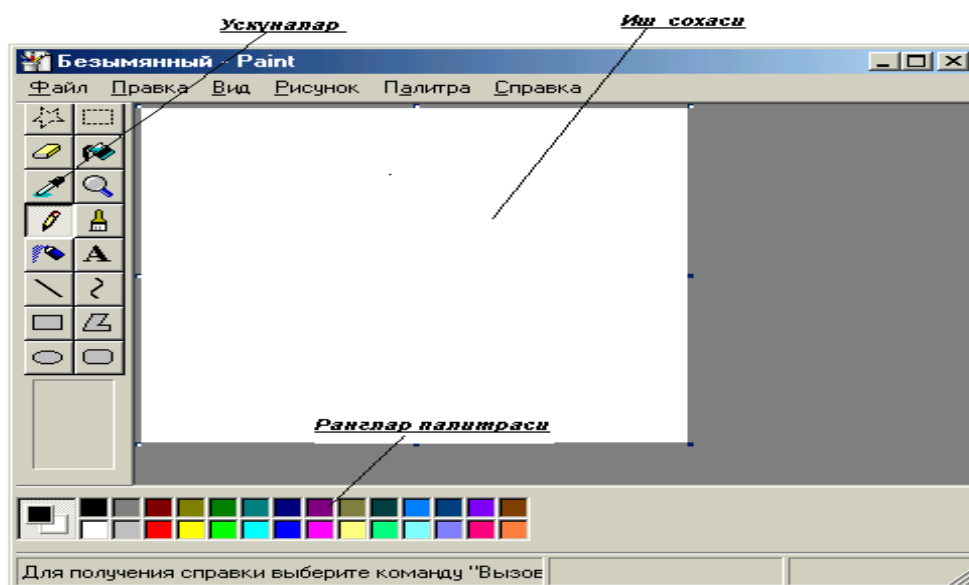 Ускуналар
Иш сохаси
Безымянный - Paint
Файл Правка Вид Рисунок Палитра Справка
A
Ранглар палитраси
Для получения справки выберите команду "Вызов